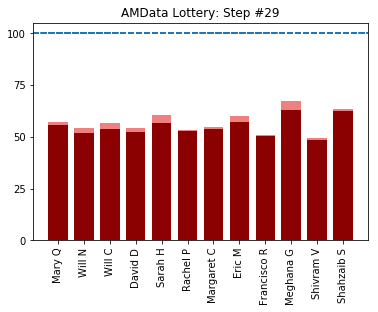 AMData Lottery: Step #29
100
75
50
25
0
Mary Q
Will N
Will C
David D
Sarah H
Rachel P
Margaret C
Eric M
Francisco R
Meghana G
Shivram V
Shahzaib S